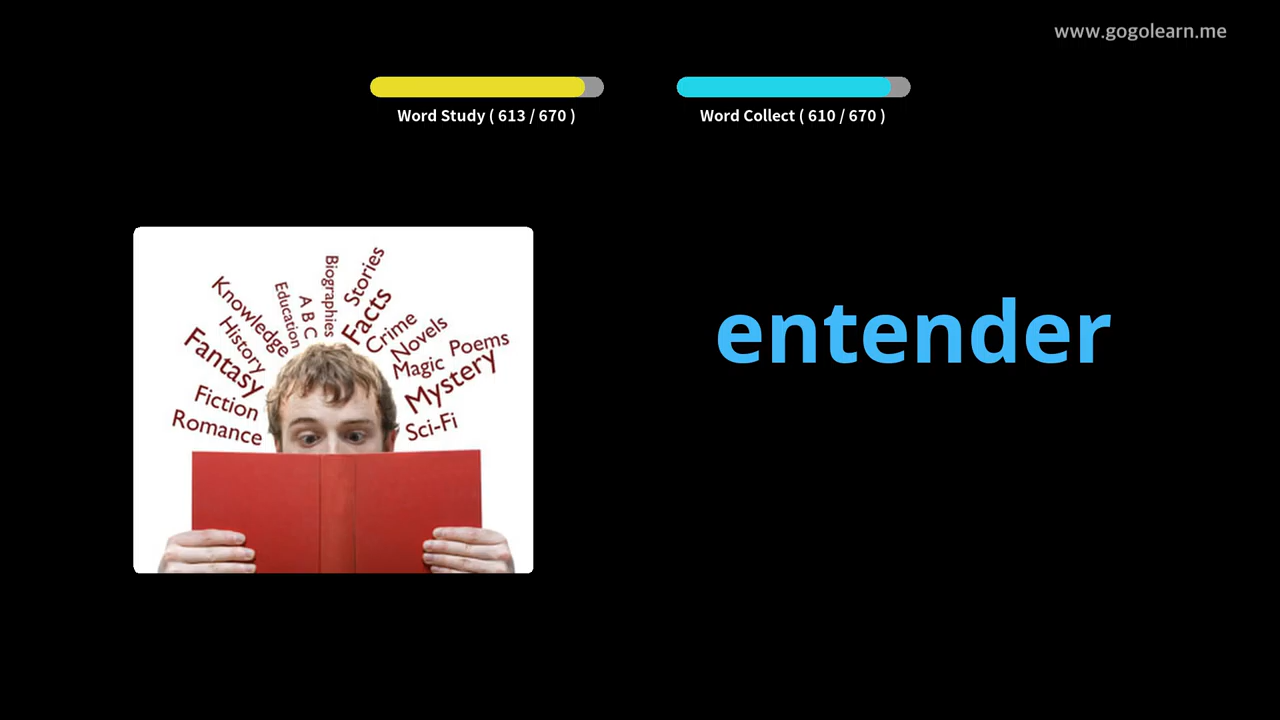 www.gogolearn.me
Word Study ( 613 / 670 )
Word Collect ( 610 / 670 )
Knowledge
Education
A B C
Biographies
Stories
Facts
Crime
Novels
Poems
Magic
Mystery
Sci-Fi
History
Fantasy
Fiction
Romance
entender